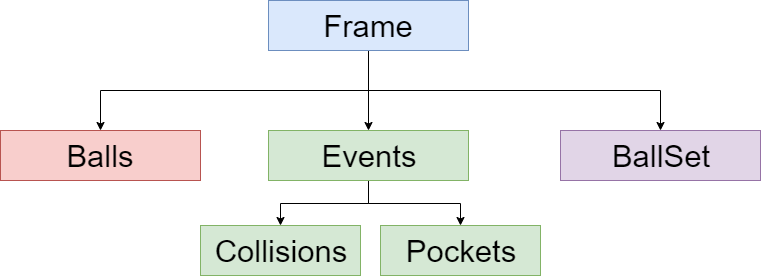 Frame
Balls
Events
BallSet
Collisions
Pockets